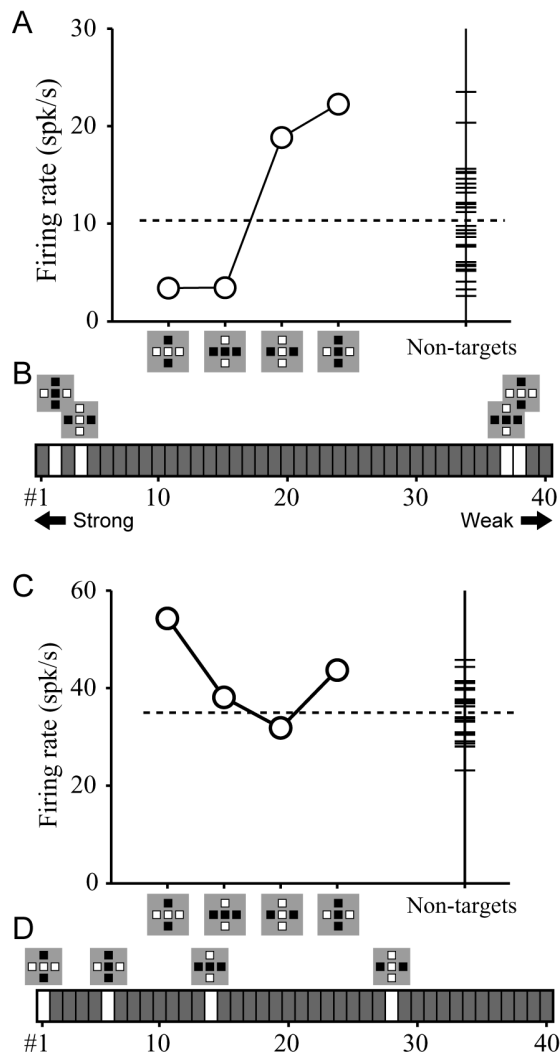 A
Firing rate (spk/s)
30
20
10
0
Non-targets
B
#1 10 20 30 40
Strong Weak
C
Firing rate (spk/s)
60
40
20
0
Non-targets
D
#1 10 20 30 40